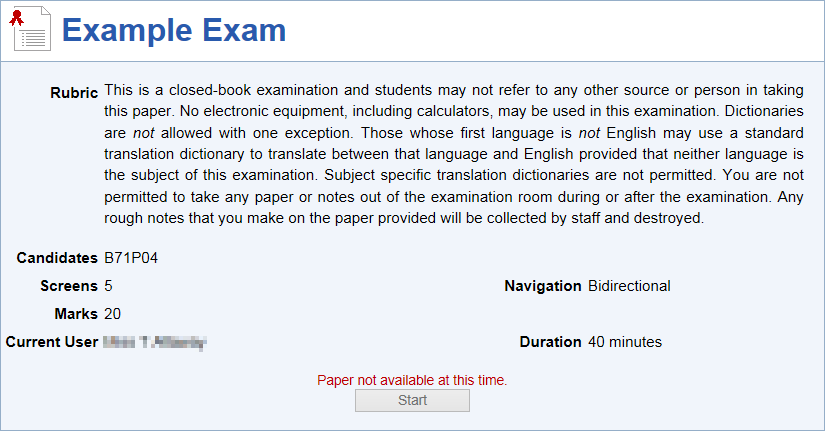 Example Exam
Rubric This is a closed-book examination and students may not refer to any other source or person in taking
this paper. No electronic equipment, including calculators, may be used in this examination. Dictionaries
are not allowed with one exception. Those whose first language is not English may use a standard
translation dictionary to translate between that language and English provided that neither language is
the subject of this examination. Subject specific translation dictionaries are not permitted. You are not
permitted to take any paper or notes out of the examination room during or after the examination. Any
rough notes that you make on the paper provided will be collected by staff and destroyed.
Candidates B71P04
Screens 5 Navigation Bidirectional
Marks 20
Current User Duration 40 minutes
Paper not available at this time.
Start